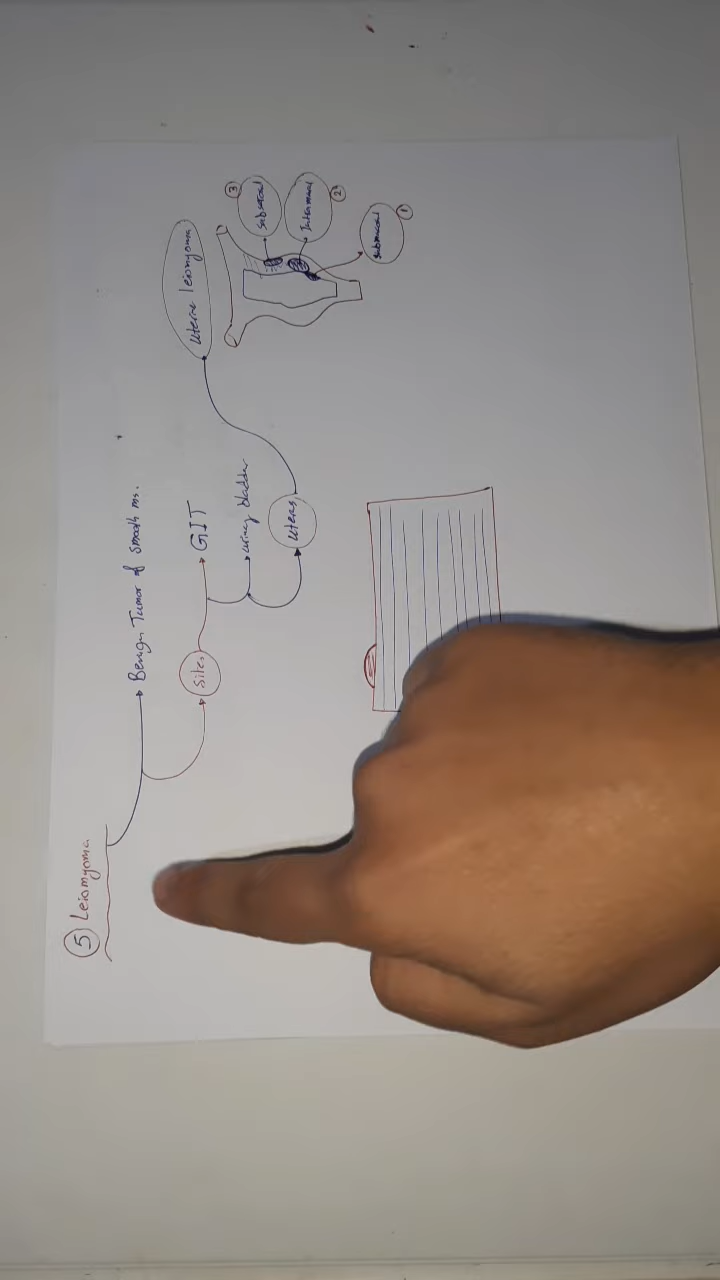 5 Leiomyoma
Benign Tumor of Smooth ms.
Sites
GIT
urinary bladder
uterus
uterine leiomyoma
3
Subserosal
2
Intramural
1
Submucosal